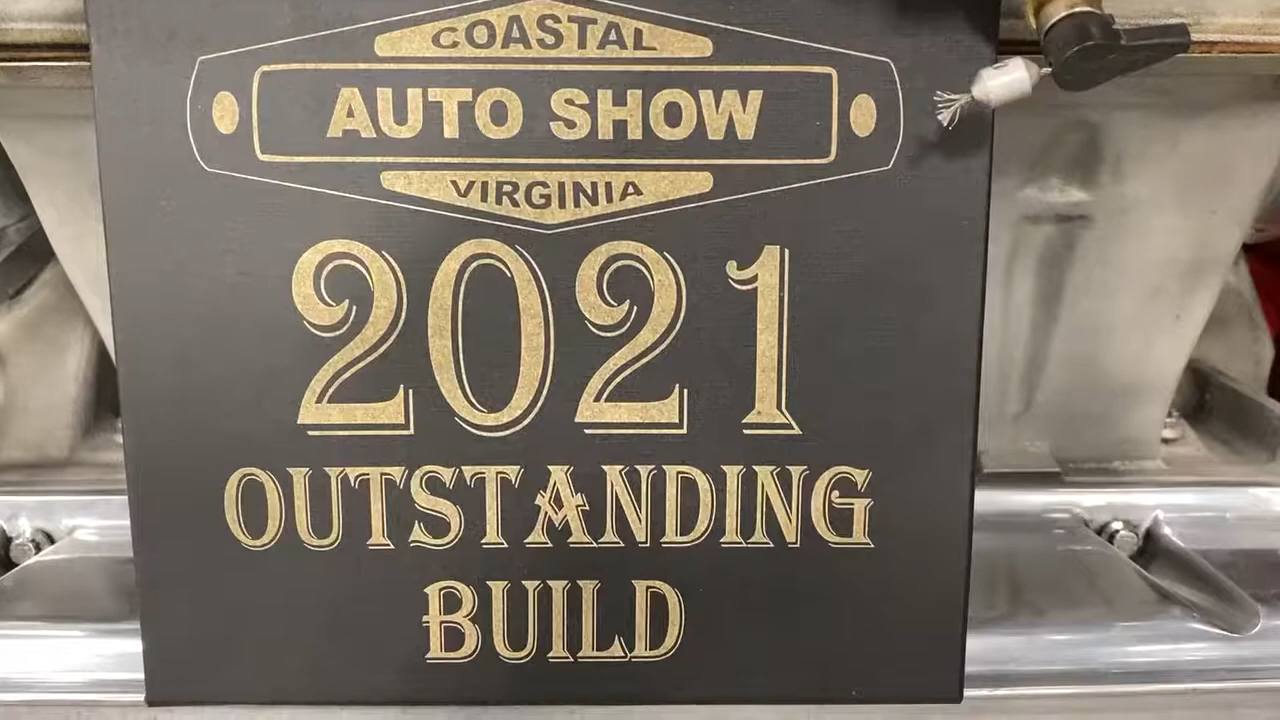 COASTAL
AUTO SHOW
VIRGINIA
2021
OUTSTANDING
BUILD